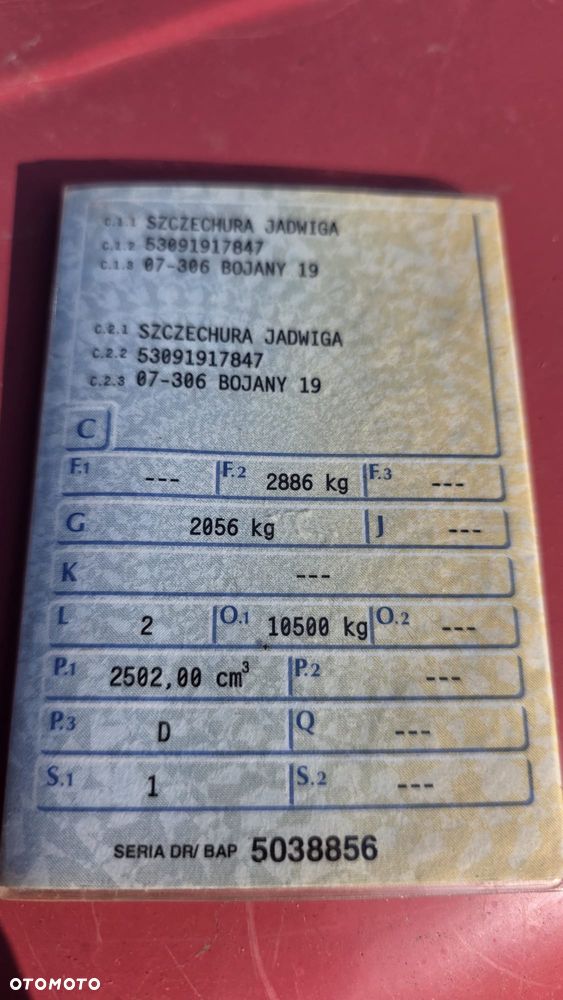 C.1.1 SZCZECHURA JADWIGA
C.1.2 53091917847
C.1.3 07-306 BOJANY 19
C.2.1 SZCZECHURA JADWIGA
C.2.2 53091917847
C.2.3 07-306 BOJANY 19
C
F.1 --- F.2 2886 kg F.3 ---
G 2056 kg J ---
K ---
L 2 O.1 10500 kg O.2 ---
P.1 2502,00 cm³ P.2 ---
P.3 D Q ---
S.1 1 S.2 ---
SERIA DR/ BAP 5038856
OTOMOTO